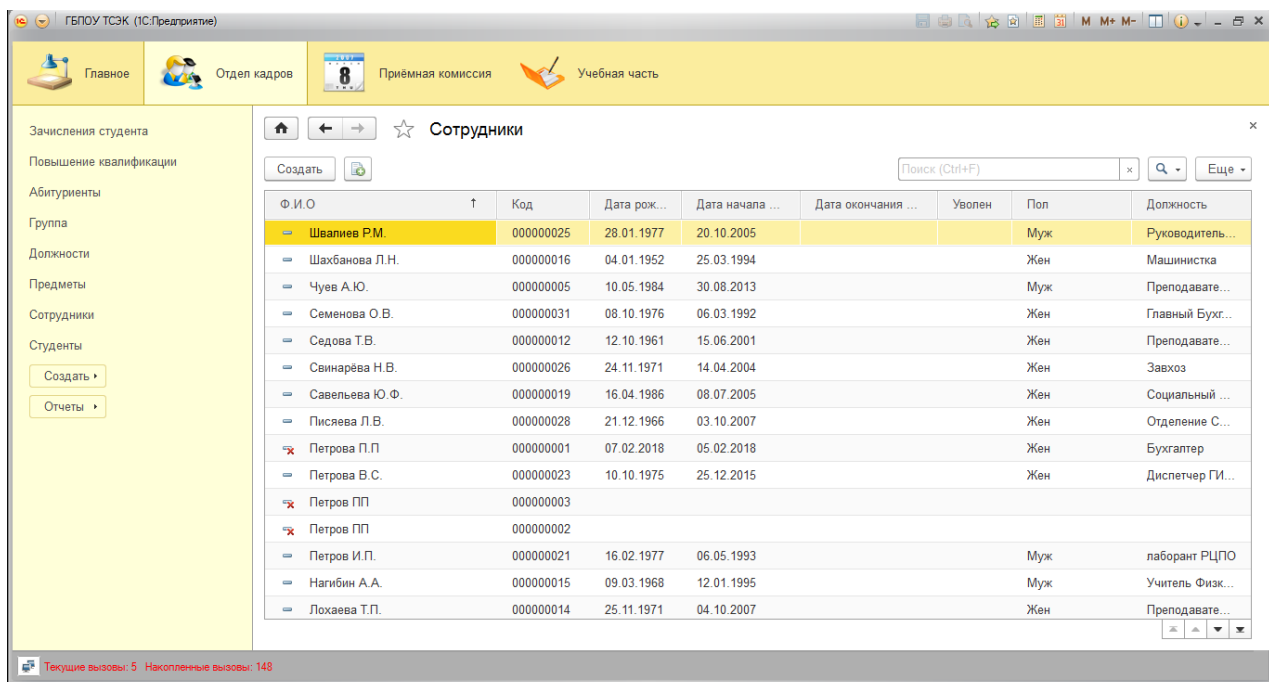 ГБПОУ ТСЭК (1С:Предприятие) M M+ M-
Главное Отдел кадров 8 Приёмная комиссия Учебная часть
Зачисления студента
Повышение квалификации
Абитуриенты
Группа
Должности
Предметы
Сотрудники
Студенты
Создать
Отчеты
Сотрудники
Создать Поиск (Ctrl+F) Еще
Ф.И.О Код Дата рож... Дата начала ... Дата окончания ... Уволен Пол Должность
Швалиев Р.М. 000000025 28.01.1977 20.10.2005 Муж Руководитель...
Шахбанова Л.Н. 000000016 04.01.1952 25.03.1994 Жен Машинистка
Чуев А.Ю. 000000005 10.05.1984 30.08.2013 Муж Преподавате...
Семенова О.В. 000000031 08.10.1976 06.03.1992 Жен Главный Бухг...
Седова Т.В. 000000012 12.10.1961 15.06.2001 Жен Преподавате...
Свинарёва Н.В. 000000026 24.11.1971 14.04.2004 Жен Завхоз
Савельева Ю.Ф. 000000019 16.04.1986 08.07.2005 Жен Социальный ...
Писяева Л.В. 000000028 21.12.1966 03.10.2007 Жен Отделение С...
Петрова П.П 000000001 07.02.2018 05.02.2018 Жен Бухгалтер
Петрова В.С. 000000023 10.10.1975 25.12.2015 Жен Диспетчер ГИ...
Петров ПП 000000003
Петров ПП 000000002
Петров И.П. 000000021 16.02.1977 06.05.1993 Муж лаборант РЦПО
Нагибин А.А. 000000015 09.03.1968 12.01.1995 Муж Учитель Физк...
Лохаева Т.П. 000000014 25.11.1971 04.10.2007 Жен Преподавате...
Текущие вызовы: 5 Накопленные вызовы: 148